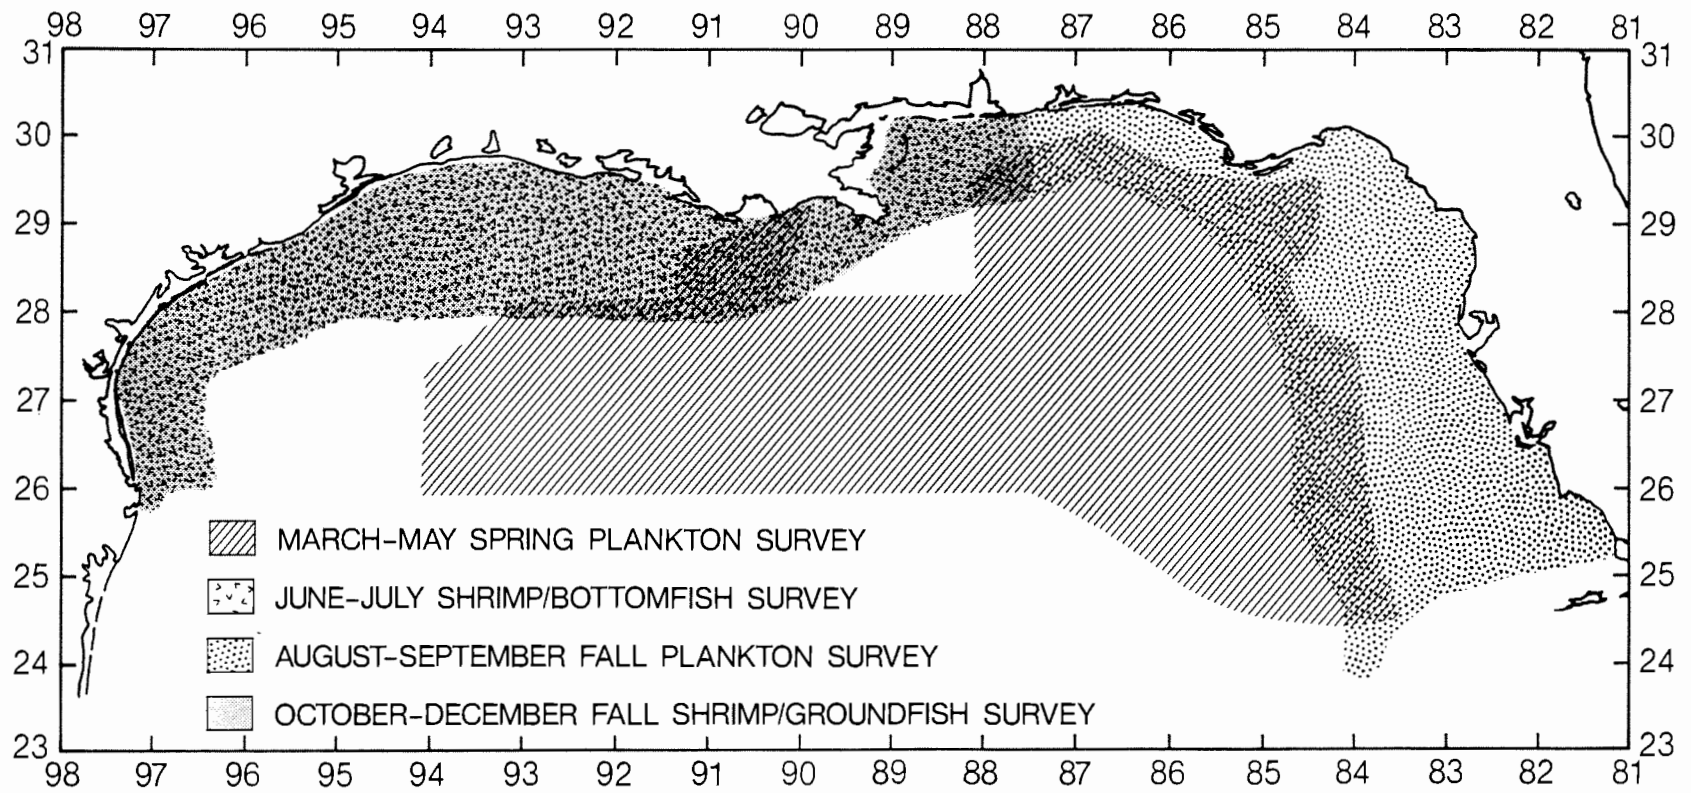 98 97 96 95 94 93 92 91 90 89 88 87 86 85 84 83 82 81
31 31
30 30
29 29
28 28
27 27
26 26
MARCH-MAY SPRING PLANKTON SURVEY
25 25
JUNE-JULY SHRIMP/BOTTOMFISH SURVEY
AUGUST-SEPTEMBER FALL PLANKTON SURVEY
24 24
OCTOBER-DECEMBER FALL SHRIMP/GROUNDFISH SURVEY
23 23
98 97 96 95 94 93 92 91 90 89 88 87 86 85 84 83 82 81